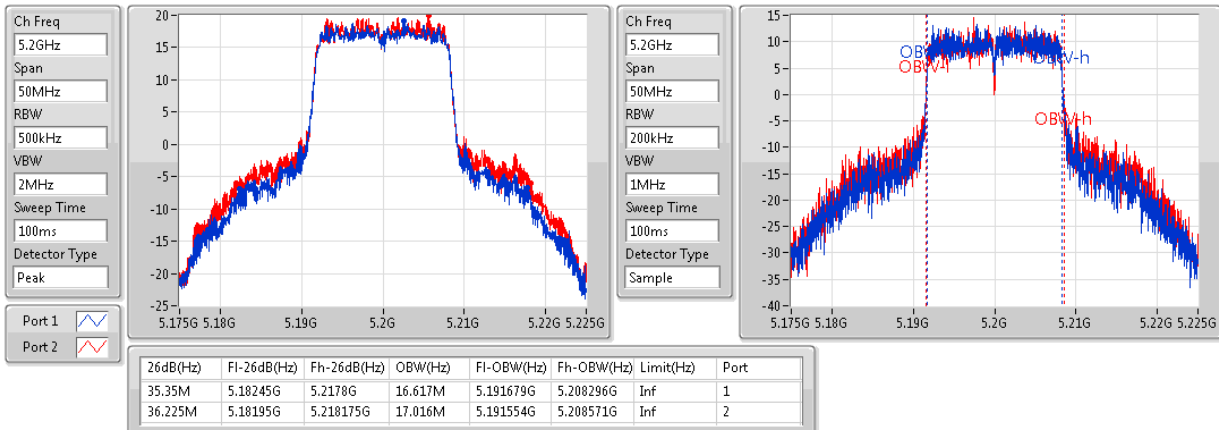 Ch Freq
5.2GHz
Span
50MHz
RBW
500kHz
VBW
2MHz
Sweep Time
100ms
Detector Type
Peak
Port 1
Port 2
20
15
10
5
0
-5
-10
-15
-20
-25
5.175G 5.18G 5.19G 5.2G 5.21G 5.22G 5.225G
Ch Freq
5.2GHz
Span
50MHz
RBW
200kHz
VBW
1MHz
Sweep Time
100ms
Detector Type
Sample
15
10
5
0
-5
-10
-15
-20
-25
-30
-35
-40
OBW-h
OBW-h
5.175G 5.18G 5.19G 5.2G 5.21G 5.22G 5.225G
26dB(Hz) Fl-26dB(Hz) Fh-26dB(Hz) OBW(Hz) Fl-OBW(Hz) Fh-OBW(Hz) Limit(Hz) Port
35.35M 5.18245G 5.2178G 16.617M 5.191679G 5.208296G Inf 1
36.225M 5.18195G 5.218175G 17.016M 5.191554G 5.208571G Inf 2